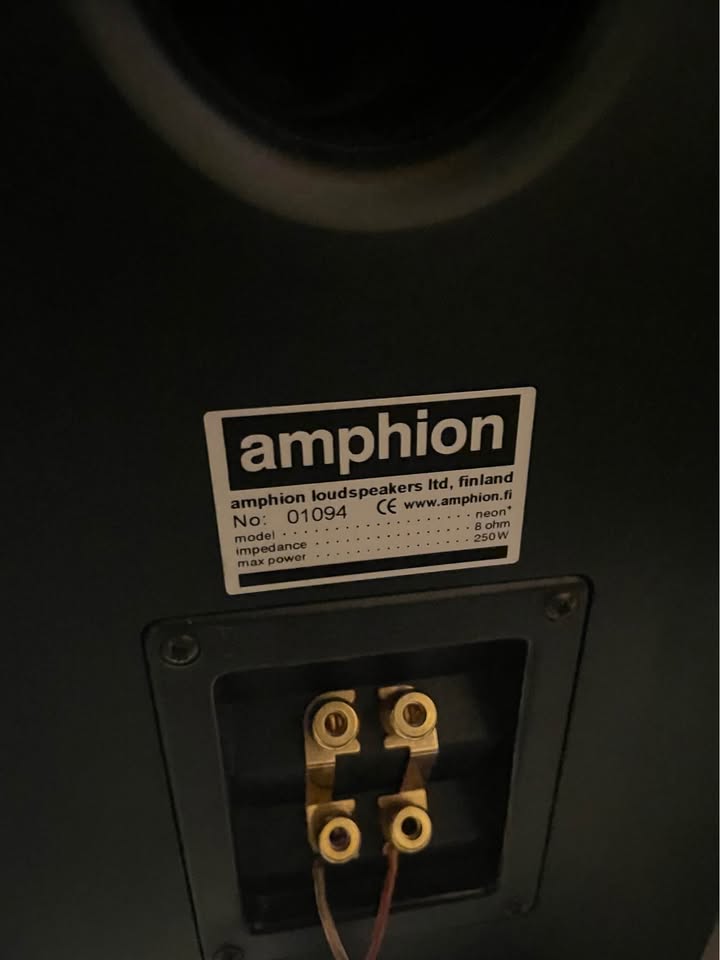 amphion
amphion loudspeakers ltd, finland
No: 01094 CE www.amphion.fi
model . . . . . . . . . . . . . . . . . . . . neon+
impedance . . . . . . . . . . . . . . . . 8 ohm
max power . . . . . . . . . . . . . . . . 250W